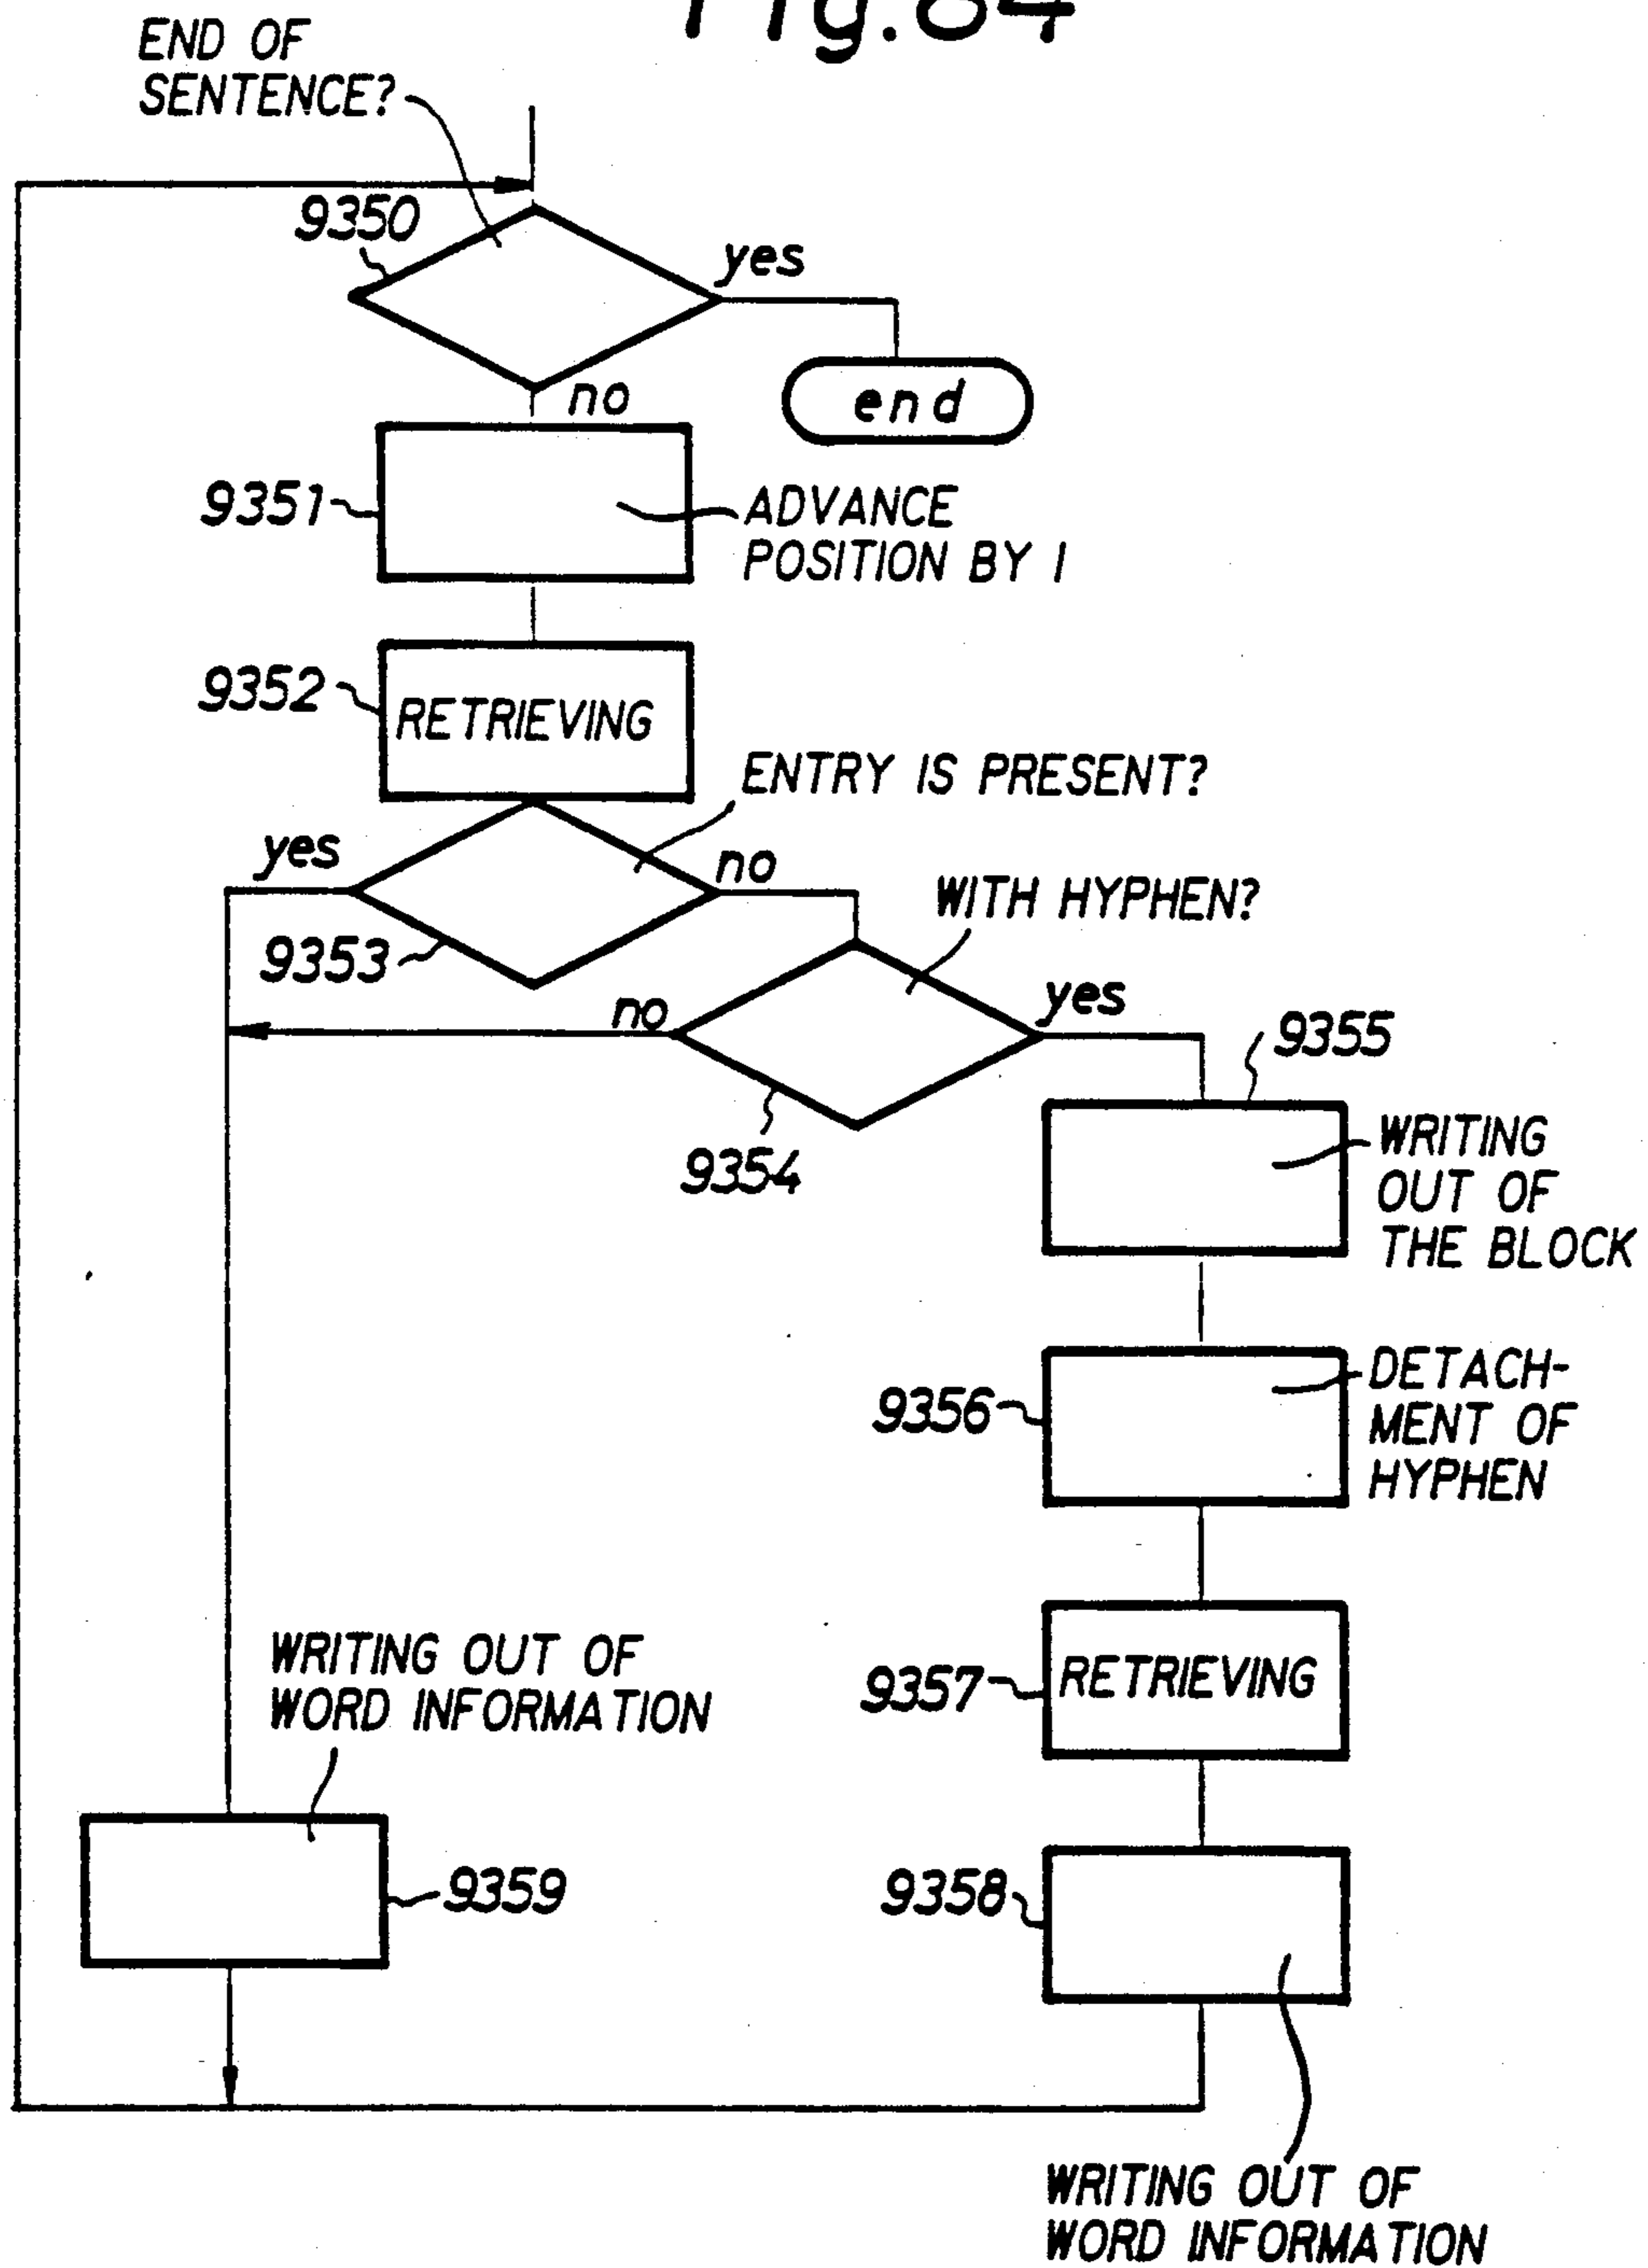 Fig.64
END OF
SENTENCE?
9350
yes
end
no
9351
ADVANCE
POSITION BY 1
9352
RETRIEVING
ENTRY IS PRESENT?
yes
no
9353
WITH HYPHEN?
no
yes
9354
9355
WRITING
OUT OF
THE BLOCK
9356
DETACH-
MENT OF
HYPHEN
9357
RETRIEVING
WRITING OUT OF
WORD INFORMATION
9359
9358
WRITING OUT OF
WORD INFORMATION